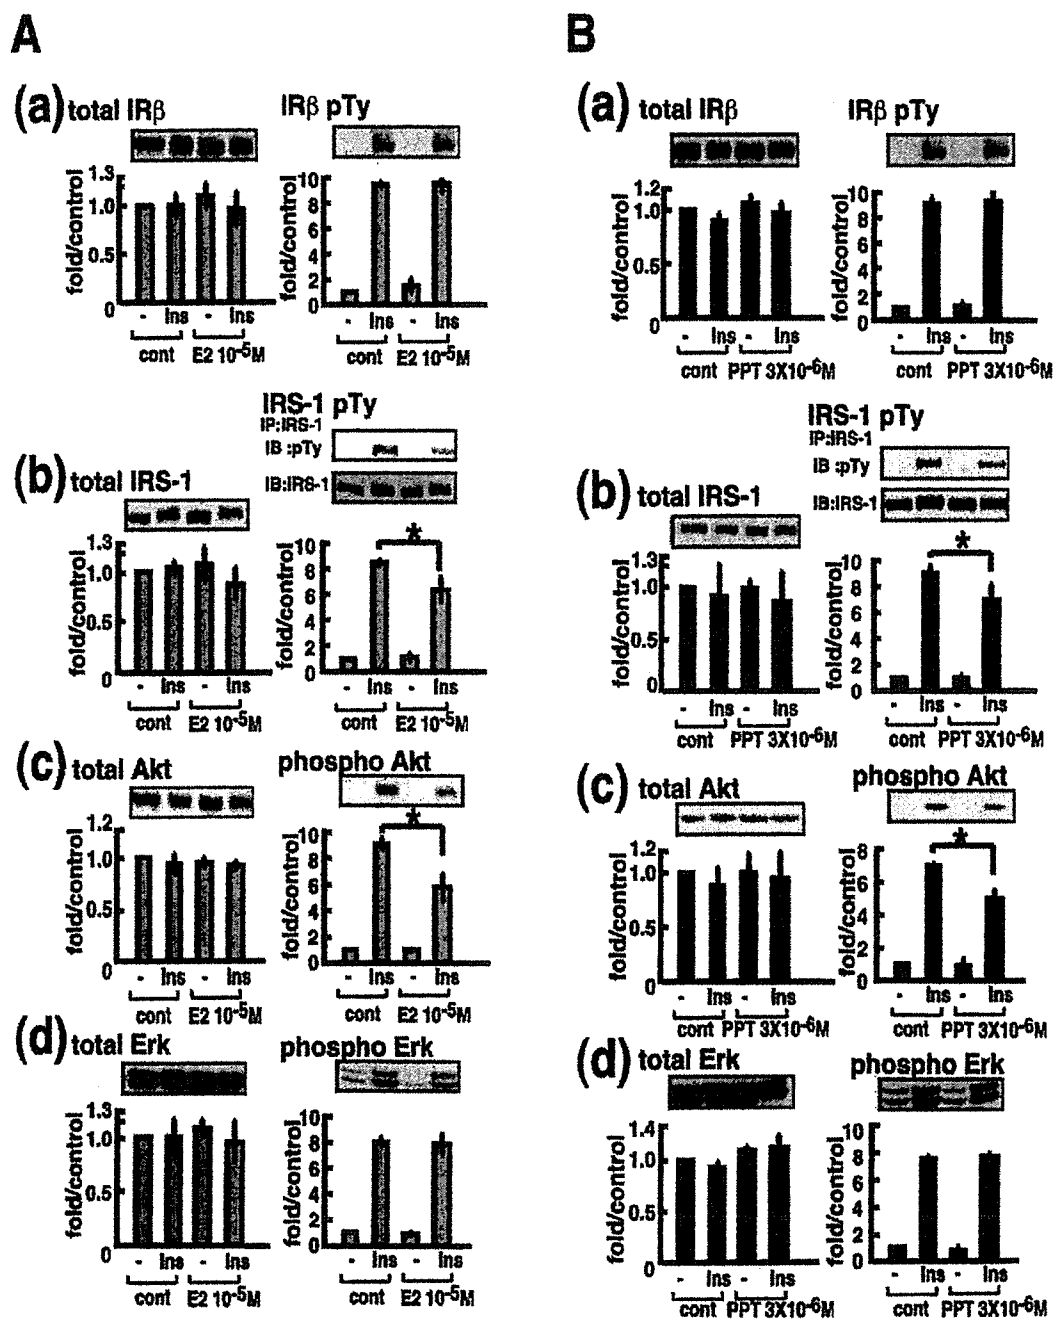 A
(a) total IRβ
IRβ pTy
fold/control
1.3
1.0
0.5
0
fold/control
10
8
6
4
2
0
- Ins - Ins
cont E2 10-5M
- Ins - Ins
cont E2 10-5M
IRS-1 pTy
IP:IRS-1
IB :pTy
IB:IRS-1
(b) total IRS-1
fold/control
1.3
1.0
0.5
0
fold/control
10
8
6
4
2
0
*
- Ins - Ins
cont E2 10-5M
- Ins - Ins
cont E2 10-5M
(c) total Akt
phospho Akt
fold/control
1.2
1.0
0.5
0
fold/control
10
8
6
4
2
0
*
- Ins - Ins
cont E2 10-5M
- Ins - Ins
cont E2 10-5M
(d) total Erk
phospho Erk
fold/control
1.3
1.0
0.5
0
fold/control
10
8
6
4
2
0
- Ins - Ins
cont E2 10-5M
- Ins - Ins
cont E2 10-5M
B
(a) total IRβ
IRβ pTy
fold/control
1.2
1.0
0.5
0
fold/control
10
8
6
4
2
0
- Ins - Ins
cont PPT 3X10-6M
- Ins - Ins
cont PPT 3X10-6M
IRS-1 pTy
IP:IRS-1
IB :pTy
IB:IRS-1
(b) total IRS-1
fold/control
1.3
1.0
0.5
0
fold/control
10
8
6
4
2
0
*
- Ins - Ins
cont PPT 3X10-6M
- Ins - Ins
cont PPT 3X10-6M
(c) total Akt
phospho Akt
fold/control
1.2
1.0
0.5
0
fold/control
8
6
4
2
0
*
- Ins - Ins
cont PPT 3X10-6M
- Ins - Ins
cont PPT 3X10-6M
(d) total Erk
phospho Erk
fold/control
1.4
1.0
0.5
0
fold/control
10
8
6
4
2
0
- Ins - Ins
cont PPT 3X10-6M
- Ins - Ins
cont PPT 3X10-6M